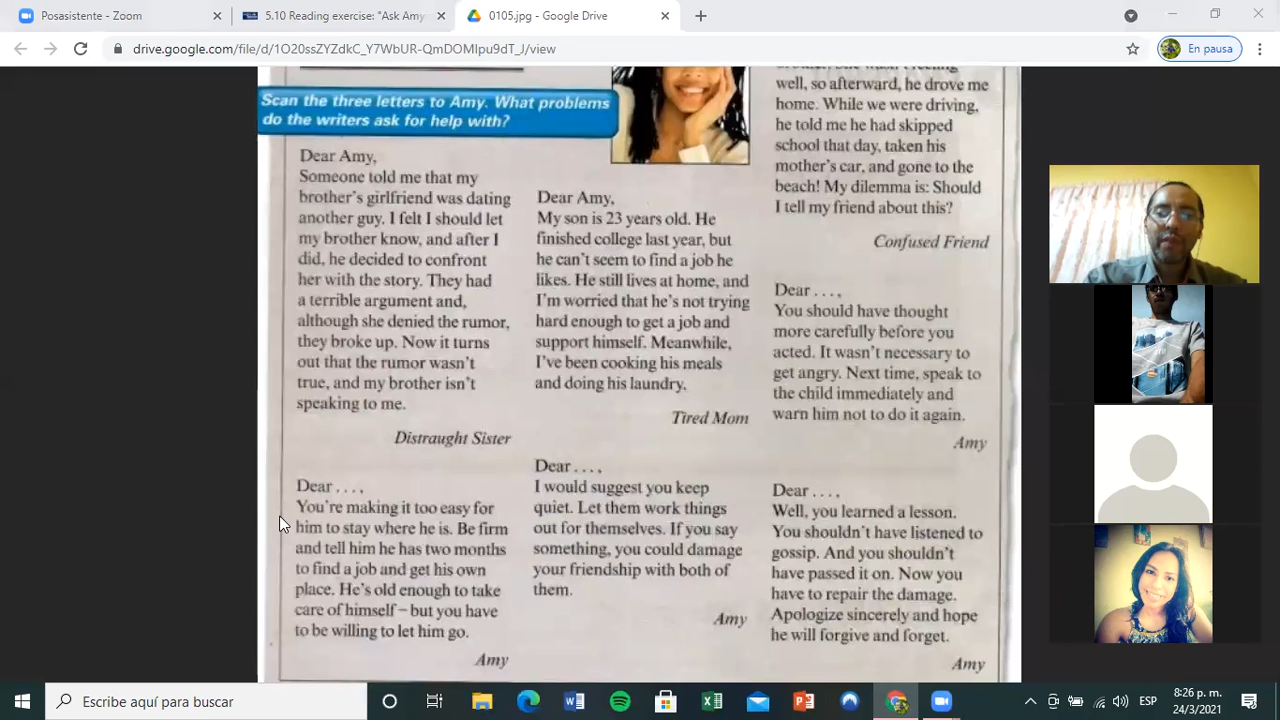 Posasistente - Zoom
5.10 Reading exercise: "Ask Amy
0105.jpg - Google Drive
drive.google.com/file/d/1O20ssZYZdkC_Y7WbUR-QmDOMIpu9dT_J/view
En pausa
Scan the three letters to Amy. What problems
do the writers ask for help with?
Dear Amy,
Someone told me that my
brother's girlfriend was dating
another guy. I felt I should let
my brother know, and after I
did, he decided to confront
her with the story. They had
a terrible argument and,
although she denied the rumor,
they broke up. Now it turns
out that the rumor wasn't
true, and my brother isn't
speaking to me.
Distraught Sister
Dear . . . ,
You're making it too easy for
him to stay where he is. Be firm
and tell him he has two months
to find a job and get his own
place. He's old enough to take
care of himself – but you have
to be willing to let him go.
Amy
Dear Amy,
My son is 23 years old. He
finished college last year, but
he can't seem to find a job he
likes. He still lives at home, and
I'm worried that he's not trying
hard enough to get a job and
support himself. Meanwhile,
I've been cooking his meals
and doing his laundry.
Tired Mom
Dear . . . ,
I would suggest you keep
quiet. Let them work things
out for themselves. If you say
something, you could damage
your friendship with both of
them.
Amy
well, so afterward, he drove me
home. While we were driving,
he told me he had skipped
school that day, taken his
mother's car, and gone to the
beach! My dilemma is: Should
I tell my friend about this?
Confused Friend
Dear . . . ,
You should have thought
more carefully before you
acted. It wasn't necessary to
get angry. Next time, speak to
the child immediately and
warn him not to do it again.
Amy
Dear . . . ,
Well, you learned a lesson.
You shouldn't have listened to
gossip. And you shouldn't
have passed it on. Now you
have to repair the damage.
Apologize sincerely and hope
he will forgive and forget.
Amy
Escribe aquí para buscar
ESP
8:26 p. m.
24/3/2021